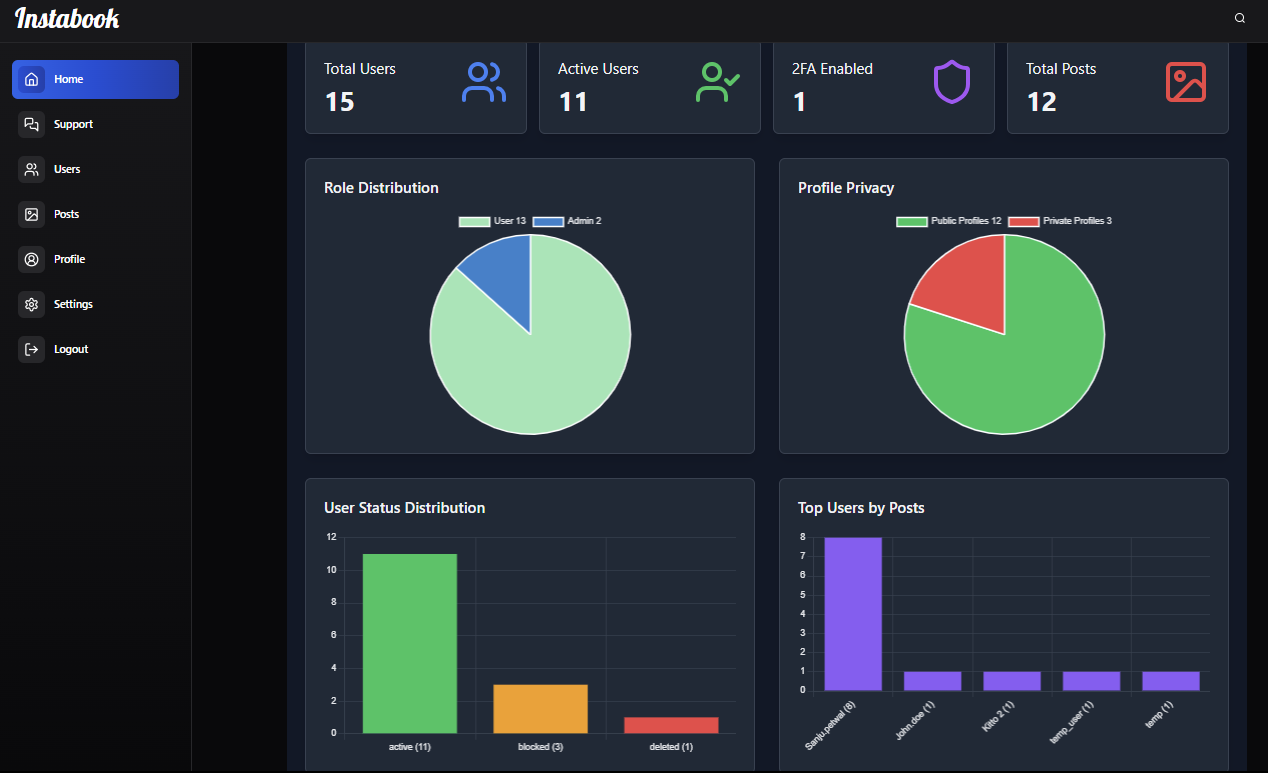 Instabook
Home
Support
Users
Posts
Profile
Settings
Logout
Total Users
15
Active Users
11
2FA Enabled
1
Total Posts
12
Role Distribution
User 13 Admin 2
Profile Privacy
Public Profiles 12 Private Profiles 3
User Status Distribution
12
10
8
6
4
2
0
active (11) blocked (3) deleted (1)
Top Users by Posts
8
7
6
5
4
3
2
1
0
Sanju.petwal (8)
John.doe (1)
Kitto 2 (1)
temp_user (1)
temp (1)